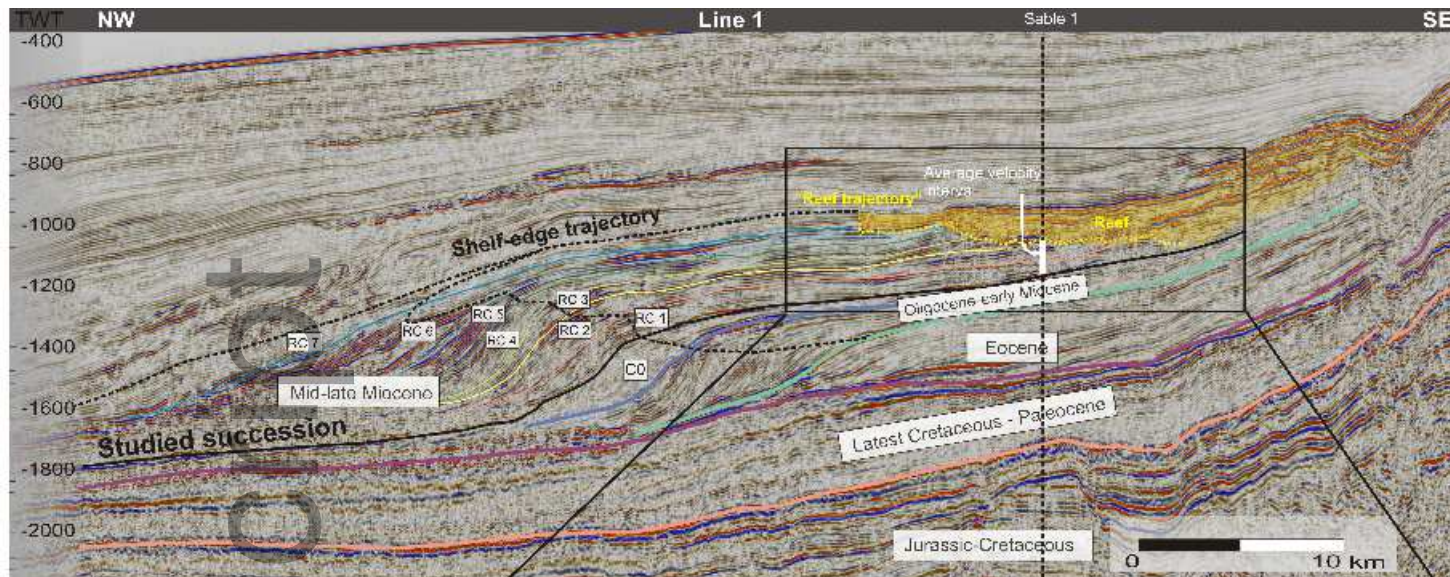 TWT NW Line 1 Sable 1 SE
-400
-600
-800
-1000
-1200
-1400
-1600
-1800
-2000
Average velocity
interval
Reef trajectory
Reef
Shelf-edge trajectory
RC 3
RC 5
RC 1
RC 6
RC 2
RC 7
RC 4
C0
Oligocene-early Miocene
Eocene
Mid-late Miocene
Studied succession
Latest Cretaceous - Paleocene
Jurassic-Cretaceous
0 10 km